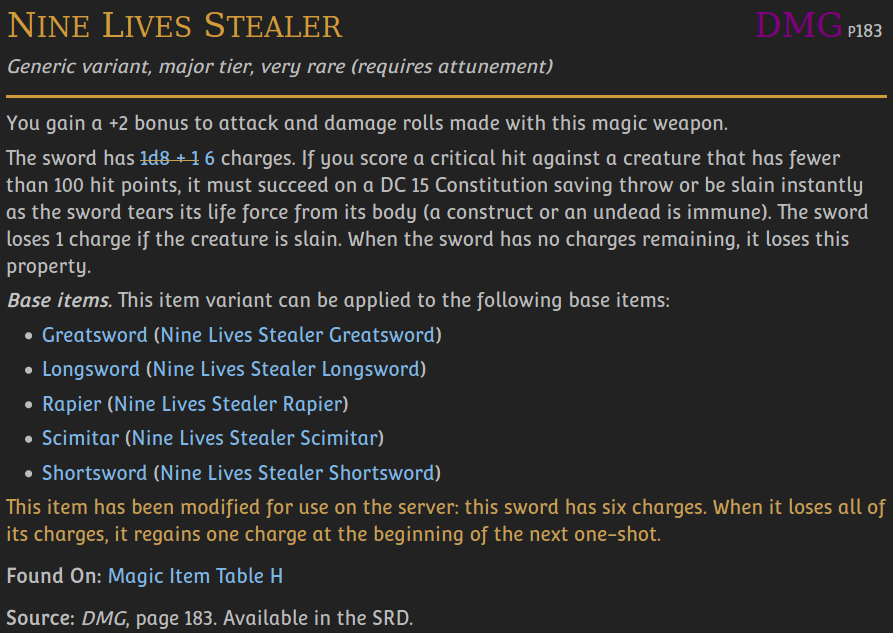 NINE LIVES STEALER DMG P183
Generic variant, major tier, very rare (requires attunement)
You gain a +2 bonus to attack and damage rolls made with this magic weapon.
The sword has 1d8 + 1 6 charges. If you score a critical hit against a creature that has fewer
than 100 hit points, it must succeed on a DC 15 Constitution saving throw or be slain instantly
as the sword tears its life force from its body (a construct or an undead is immune). The sword
loses 1 charge if the creature is slain. When the sword has no charges remaining, it loses this
property.
Base items. This item variant can be applied to the following base items:
• Greatsword (Nine Lives Stealer Greatsword)
• Longsword (Nine Lives Stealer Longsword)
• Rapier (Nine Lives Stealer Rapier)
• Scimitar (Nine Lives Stealer Scimitar)
• Shortsword (Nine Lives Stealer Shortsword)
This item has been modified for use on the server: this sword has six charges. When it loses all of
its charges, it regains one charge at the beginning of the next one-shot.
Found On: Magic Item Table H
Source: DMG, page 183. Available in the SRD.